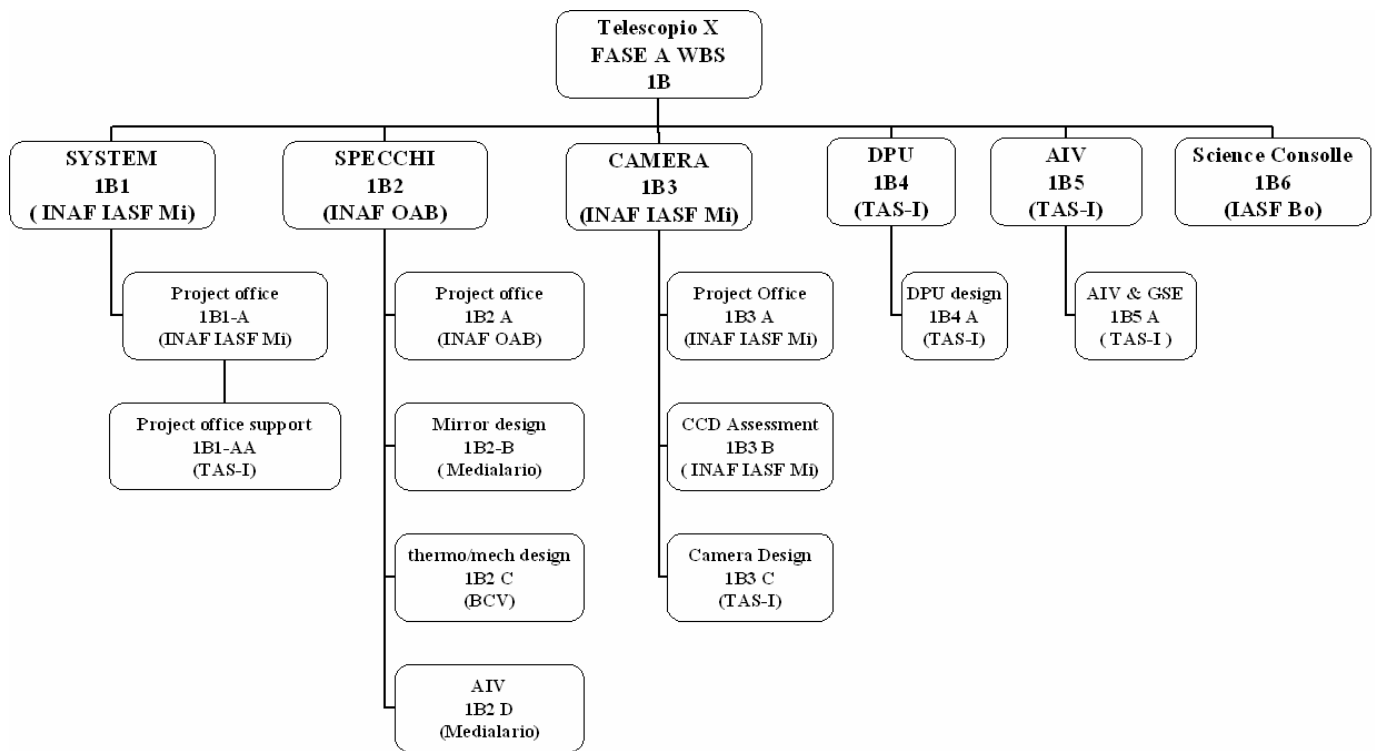 Telescopio X
FASE A WBS
1B
SYSTEM
1B1
( INAF IASF Mi)
SPECCHI
1B2
(INAF OAB)
CAMERA
1B3
(INAF IASF Mi)
DPU
1B4
(TAS-I)
AIV
1B5
(TAS-I)
Science Consolle
1B6
(IASF Bo)
Project office
1B1-A
(INAF IASF Mi)
Project office
1B2 A
(INAF OAB)
Project Office
1B3 A
(INAF IASF Mi)
DPU design
1B4 A
(TAS-I)
AIV & GSE
1B5 A
( TAS-I )
Project office support
1B1-AA
(TAS-I)
Mirror design
1B2-B
( Medialario)
CCD Assessment
1B3 B
( INAF IASF Mi)
thermo/mech design
1B2 C
(BCV)
Camera Design
1B3 C
(TAS-I)
AIV
1B2 D
(Medialario)